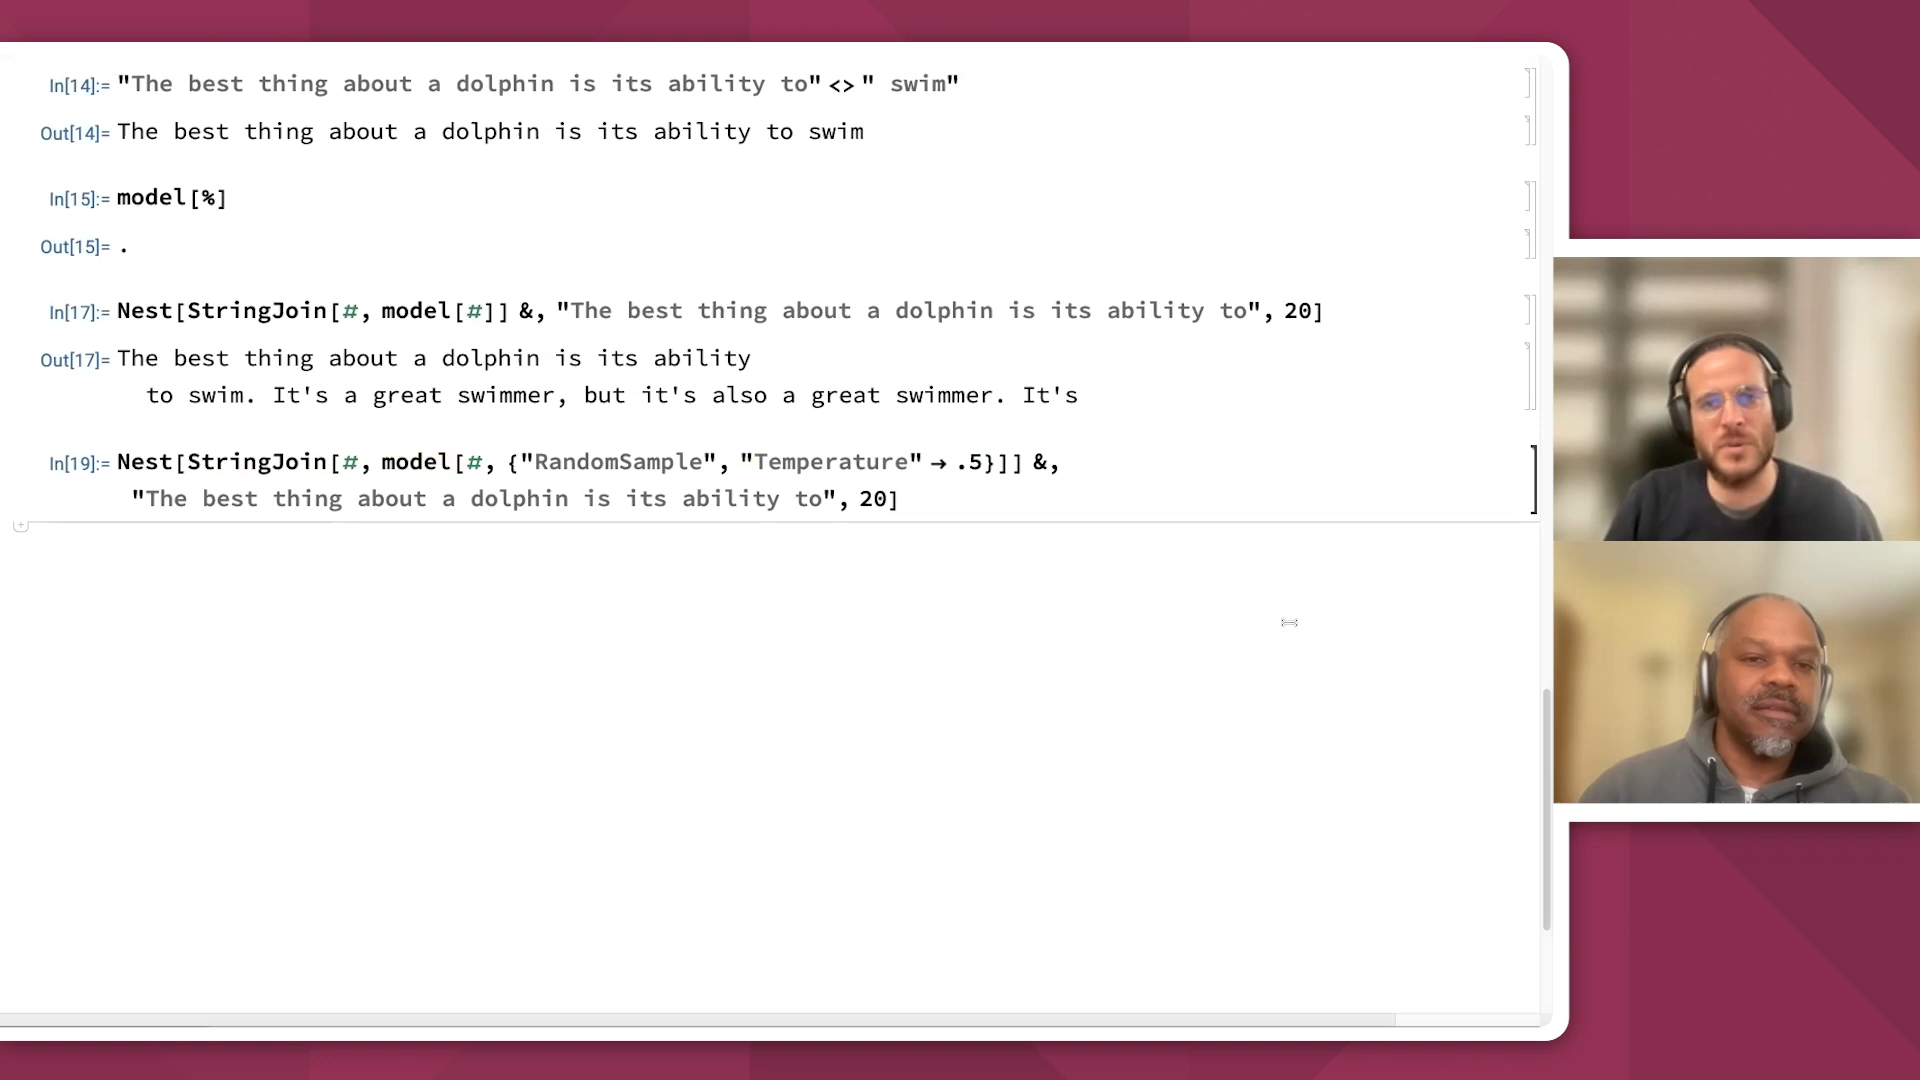 In[14]:= "The best thing about a dolphin is its ability to" <> " swim"
Out[14]= The best thing about a dolphin is its ability to swim
In[15]:= model[%]
Out[15]= .
In[17]:= Nest[StringJoin[#, model[#]] &, "The best thing about a dolphin is its ability to", 20]
Out[17]= The best thing about a dolphin is its ability
to swim. It's a great swimmer, but it's also a great swimmer. It's
In[19]:= Nest[StringJoin[#, model[#, {"RandomSample", "Temperature" → .5}]] &,
"The best thing about a dolphin is its ability to", 20]